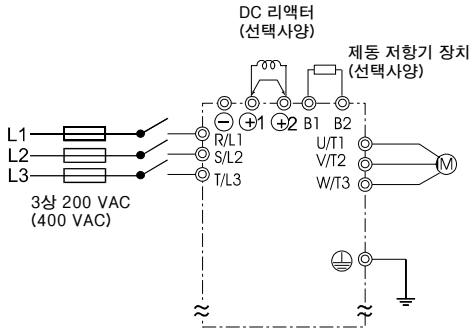 DC 리액터
(선택사양)
제동 저항기 장치
(선택사양)
− +1 +2 B1 B2
L1
L2
L3
R/L1
S/L2
T/L3
U/T1
V/T2
W/T3
M
3상 200 VAC
(400 VAC)